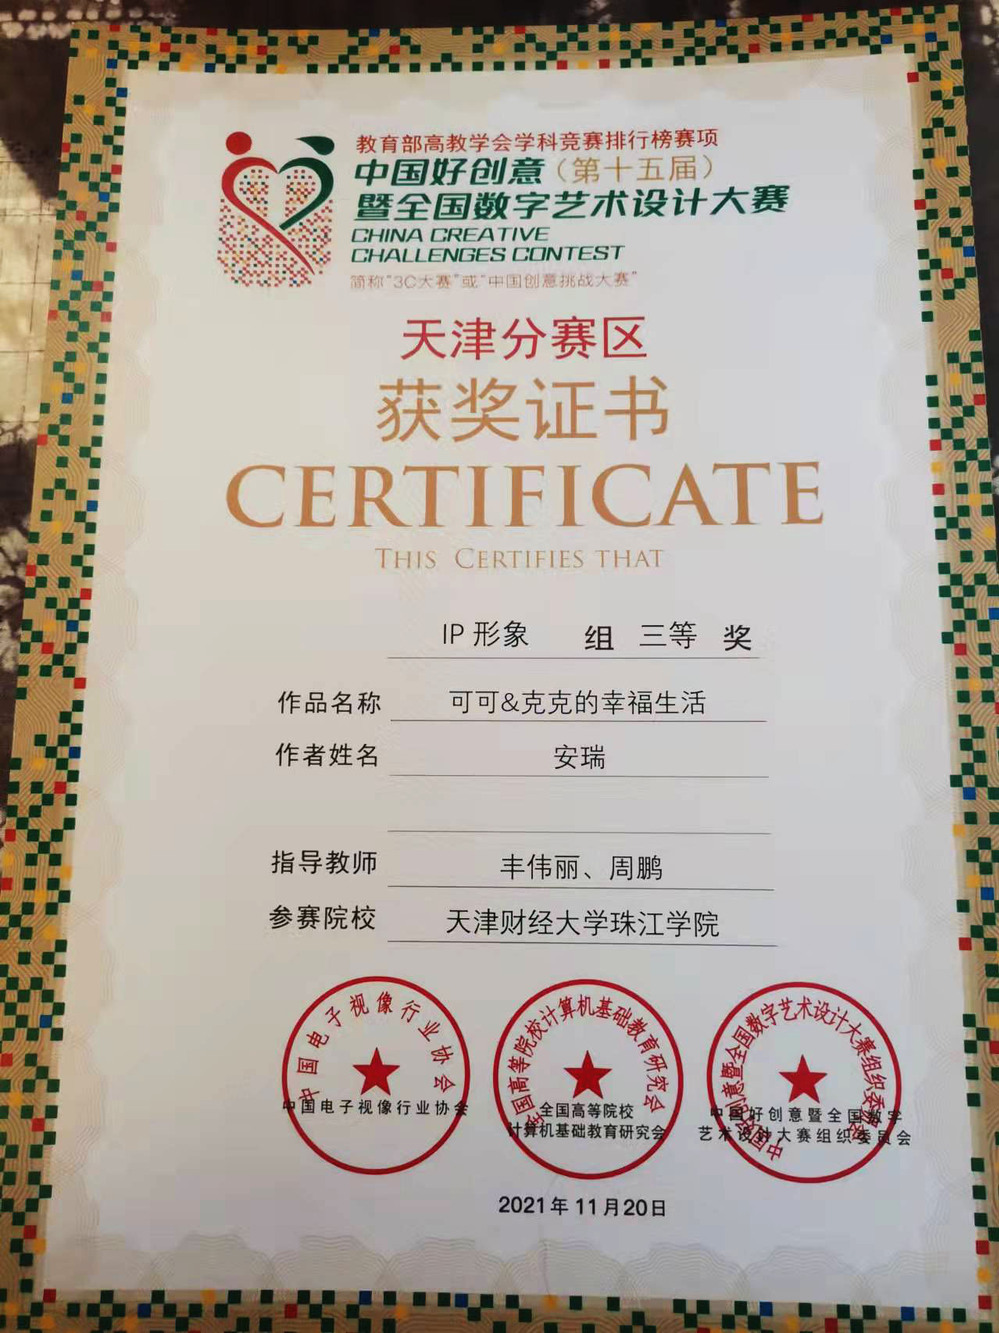 教育部高教学会学科竞赛排行榜赛项
中国好创意（第十五届）
暨全国数字艺术设计大赛
CHINA CREATIVE
CHALLENGES CONTEST
简称“3C大赛”或“中国创意挑战大赛”
天津分赛区
获奖证书
CERTIFICATE
THIS CERTIFIES THAT
IP 形象 组 三等 奖
作品名称 可可&克克的幸福生活
作者姓名 安瑞
指导教师 丰伟丽、周鹏
参赛院校 天津财经大学珠江学院
中国电子视像行业协会
中国电子视像行业协会
全国高等院校计算机基础教育研究会
全国高等院校
计算机基础教育研究会
中国好创意暨全国数字艺术设计大赛组织委员会
中国好创意暨全国数字
艺术设计大赛组织委员会
2021年11月20日